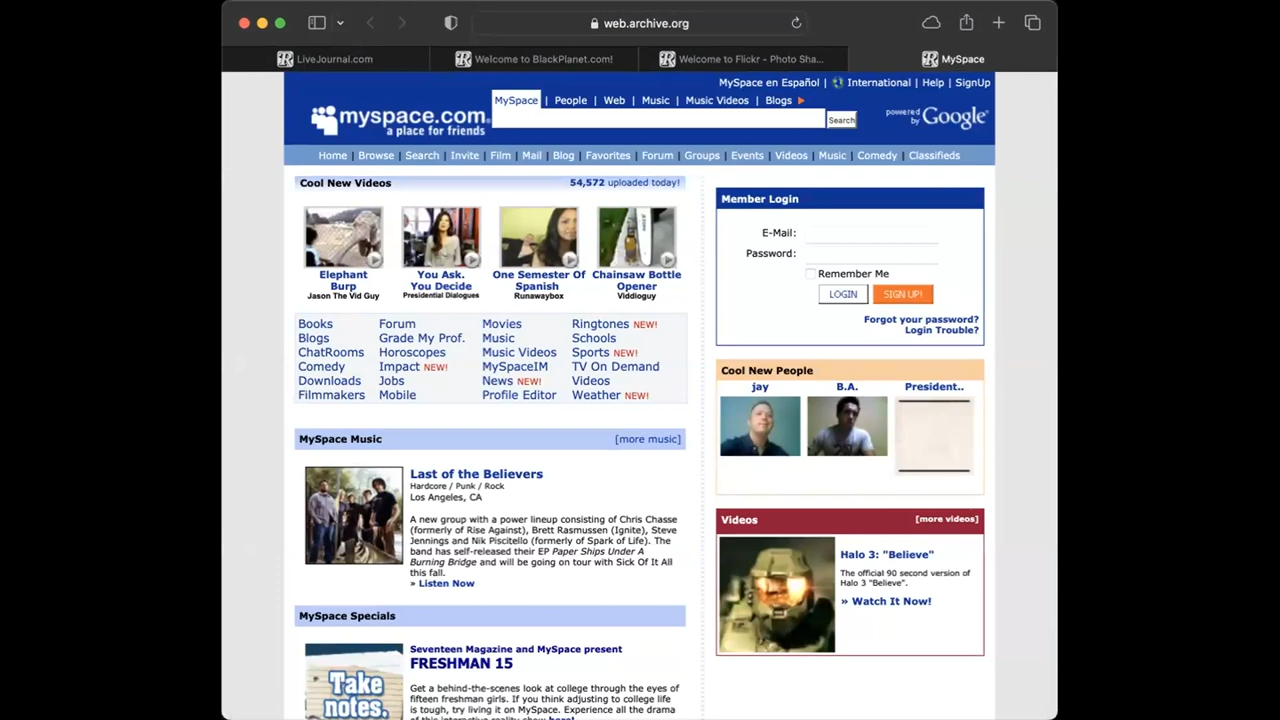 web.archive.org
LiveJournal.com
Welcome to BlackPlanet.com!
Welcome to Flickr - Photo Sha...
MySpace
MySpace en Español | International | Help | SignUp
myspace.com
a place for friends
MySpace | People | Web | Music | Music Videos | Blogs
Search
powered by Google
Home | Browse | Search | Invite | Film | Mail | Blog | Favorites | Forum | Groups | Events | Videos | Music | Comedy | Classifieds
Cool New Videos
54,572 uploaded today!
Elephant Burp
Jason The Vid Guy
You Ask. You Decide
Presidential Dialogues
One Semester Of Spanish
Runawaybox
Chainsaw Bottle Opener
Viddioguy
Books Forum Movies Ringtones NEW!
Blogs Grade My Prof. Music Schools
ChatRooms Horoscopes Music Videos Sports NEW!
Comedy Impact NEW! MySpaceIM TV On Demand
Downloads Jobs News NEW! Videos
Filmmakers Mobile Profile Editor Weather NEW!
MySpace Music
[more music]
Last of the Believers
Hardcore / Punk / Rock
Los Angeles, CA
A new group with a power lineup consisting of Chris Chasse
(formerly of Rise Against), Brett Rasmussen (Ignite), Steve
Jennings and Nik Piscitello (formerly of Spark of Life). The
band has self-released their EP Paper Ships Under A
Burning Bridge and will be going on tour with Sick Of It All
this fall.
» Listen Now
MySpace Specials
Take notes.
Seventeen Magazine and MySpace present
FRESHMAN 15
Get a behind-the-scenes look at college through the eyes of
fifteen freshman girls. If you think adjusting to college life
is tough, try living it on MySpace. Experience all the drama
of this interactive reality show here!
Member Login
E-Mail:
Password:
Remember Me
LOGIN
SIGN UP!
Forgot your password?
Login Trouble?
Cool New People
jay
B.A.
President..
Videos
[more videos]
Halo 3: "Believe"
The official 90 second version of
Halo 3 "Believe".
» Watch It Now!